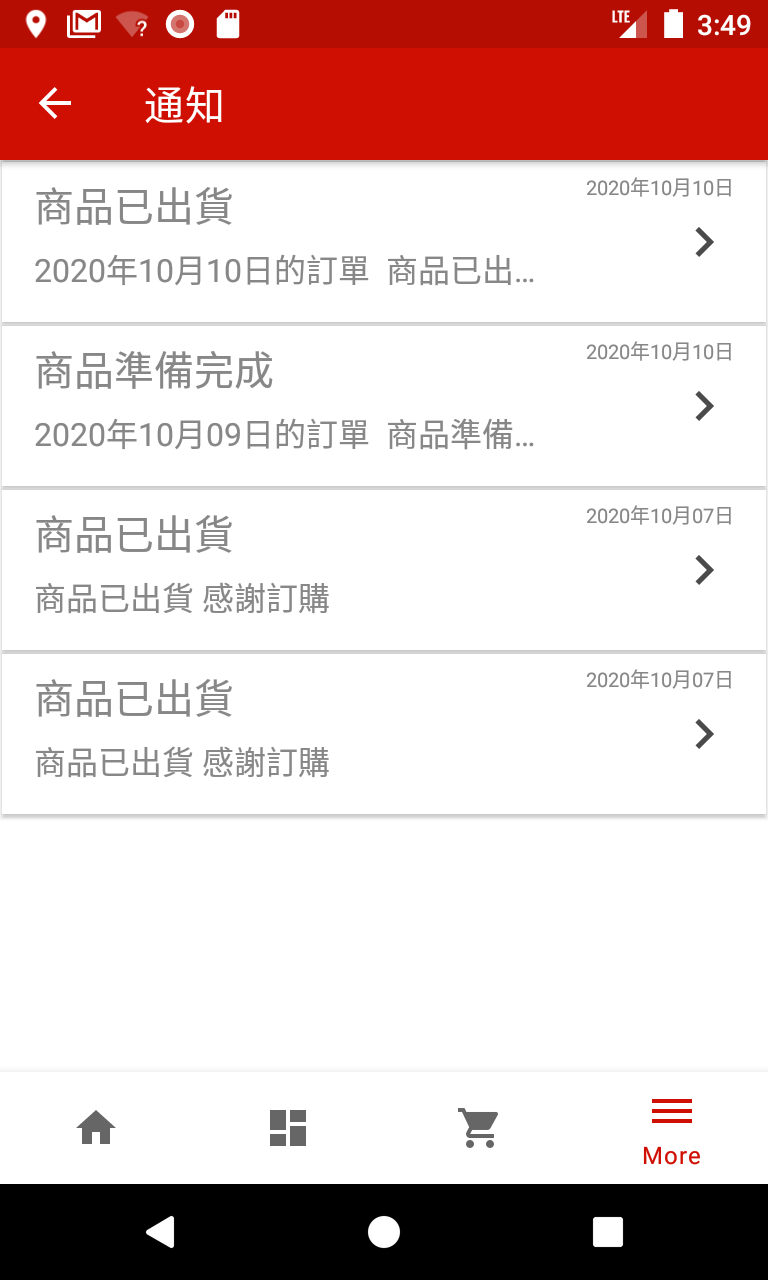 LTE 3:49
通知
商品已出貨 2020年10月10日
2020年10月10日的訂單 商品已出...
商品準備完成 2020年10月10日
2020年10月09日的訂單 商品準備...
商品已出貨 2020年10月07日
商品已出貨 感謝訂購
商品已出貨 2020年10月07日
商品已出貨 感謝訂購
More